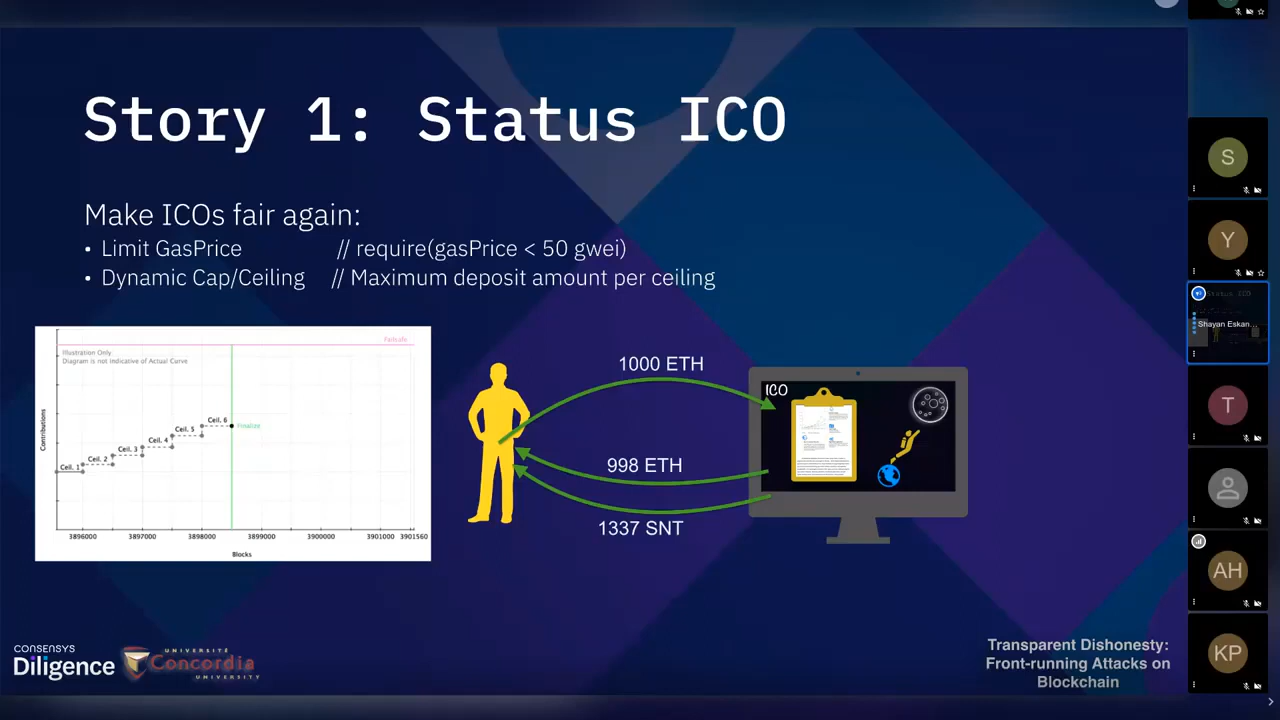 Story 1: Status ICO
Make ICOs fair again:
• Limit GasPrice // require(gasPrice < 50 gwei)
• Dynamic Cap/Ceiling // Maximum deposit amount per ceiling
Failsafe
Illustration Only
Diagram is not Indicative of Actual Curve
Contributions
Ceil. 1
Ceil. 2
Ceil. 3
Ceil. 4
Ceil. 5
Ceil. 6
Finalize
3896000 3897000 3898000 3899000 3900000 3901000 3901560
Blocks
1000 ETH
998 ETH
1337 SNT
ICO
CONSENSYS
Diligence
UNIVERSITÉ
Concordia
UNIVERSITY
Transparent Dishonesty:
Front-running Attacks on
Blockchain
S
Y
Status ICO
Shayan Eskan...
T
AH
KP